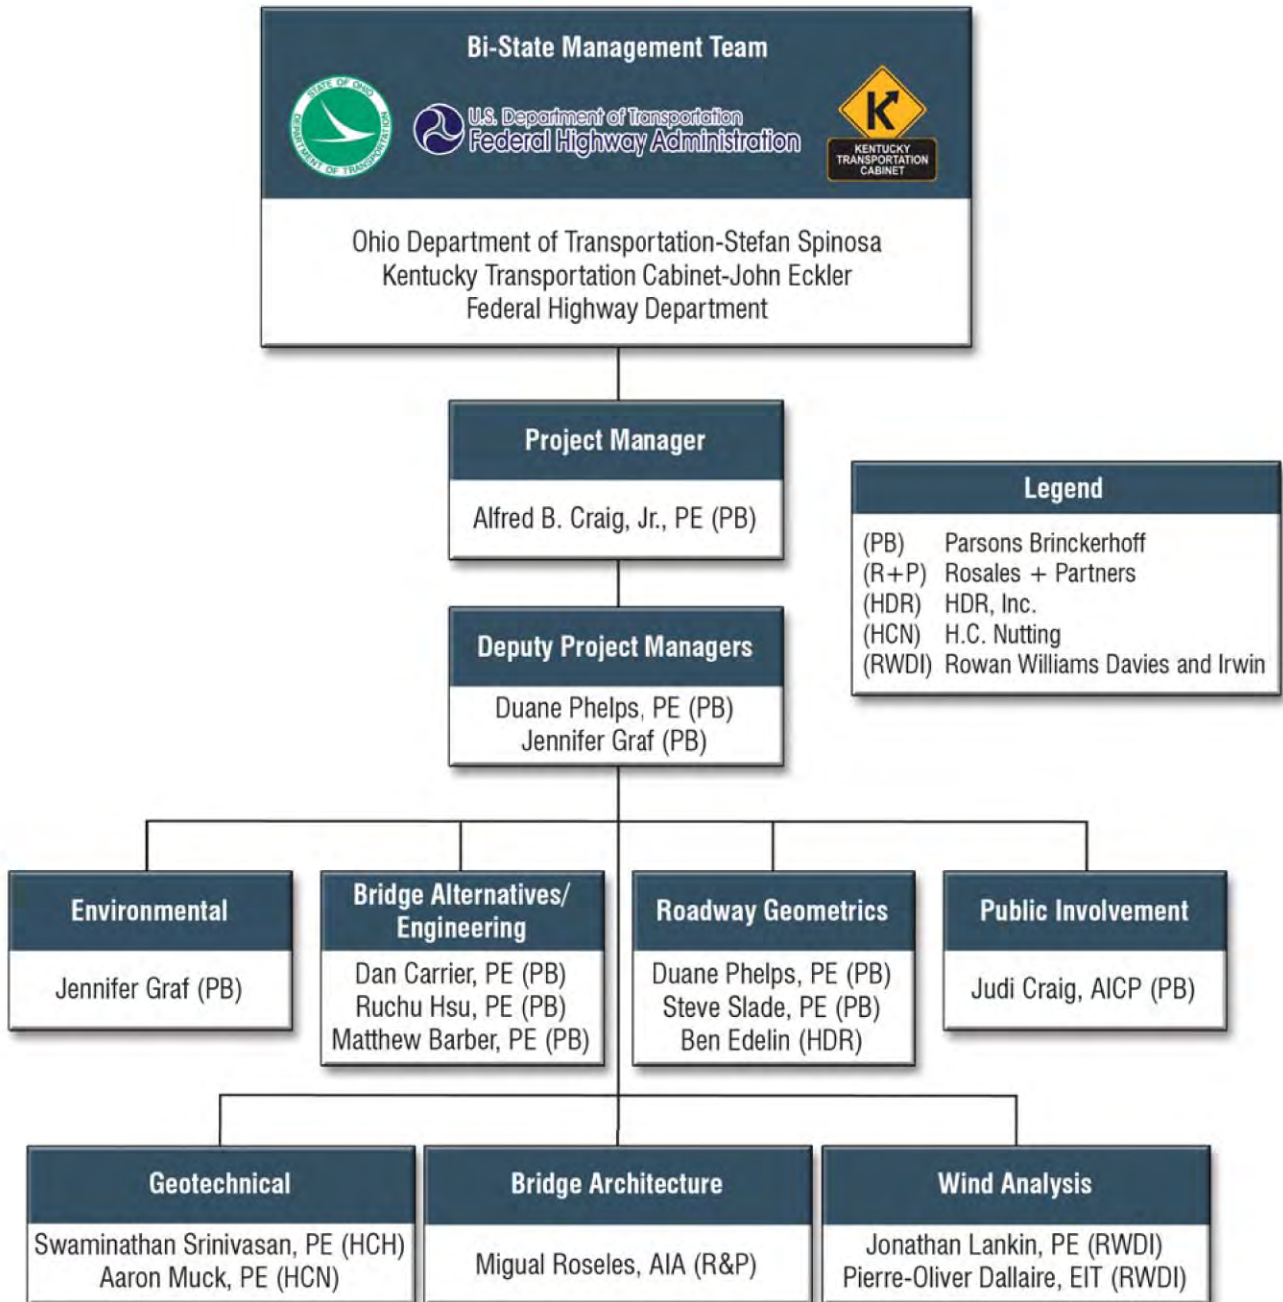 Bi-State Management Team
STATE OF OHIO
DEPARTMENT OF TRANSPORTATION
U.S. Department of Transportation
Federal Highway Administration
K
KENTUCKY
TRANSPORTATION
CABINET
Ohio Department of Transportation-Stefan Spinosa
Kentucky Transportation Cabinet-John Eckler
Federal Highway Department
Project Manager
Alfred B. Craig, Jr., PE (PB)
Legend
(PB) Parsons Brinckerhoff
(R+P) Rosales + Partners
(HDR) HDR, Inc.
(HCN) H.C. Nutting
(RWDI) Rowan Williams Davies and Irwin
Deputy Project Managers
Duane Phelps, PE (PB)
Jennifer Graf (PB)
Environmental
Jennifer Graf (PB)
Bridge Alternatives/
Engineering
Dan Carrier, PE (PB)
Ruchu Hsu, PE (PB)
Matthew Barber, PE (PB)
Roadway Geometrics
Duane Phelps, PE (PB)
Steve Slade, PE (PB)
Ben Edelin (HDR)
Public Involvement
Judi Craig, AICP (PB)
Geotechnical
Swaminathan Srinivasan, PE (HCH)
Aaron Muck, PE (HCN)
Bridge Architecture
Migual Roseles, AIA (R&P)
Wind Analysis
Jonathan Lankin, PE (RWDI)
Pierre-Oliver Dallaire, EIT (RWDI)